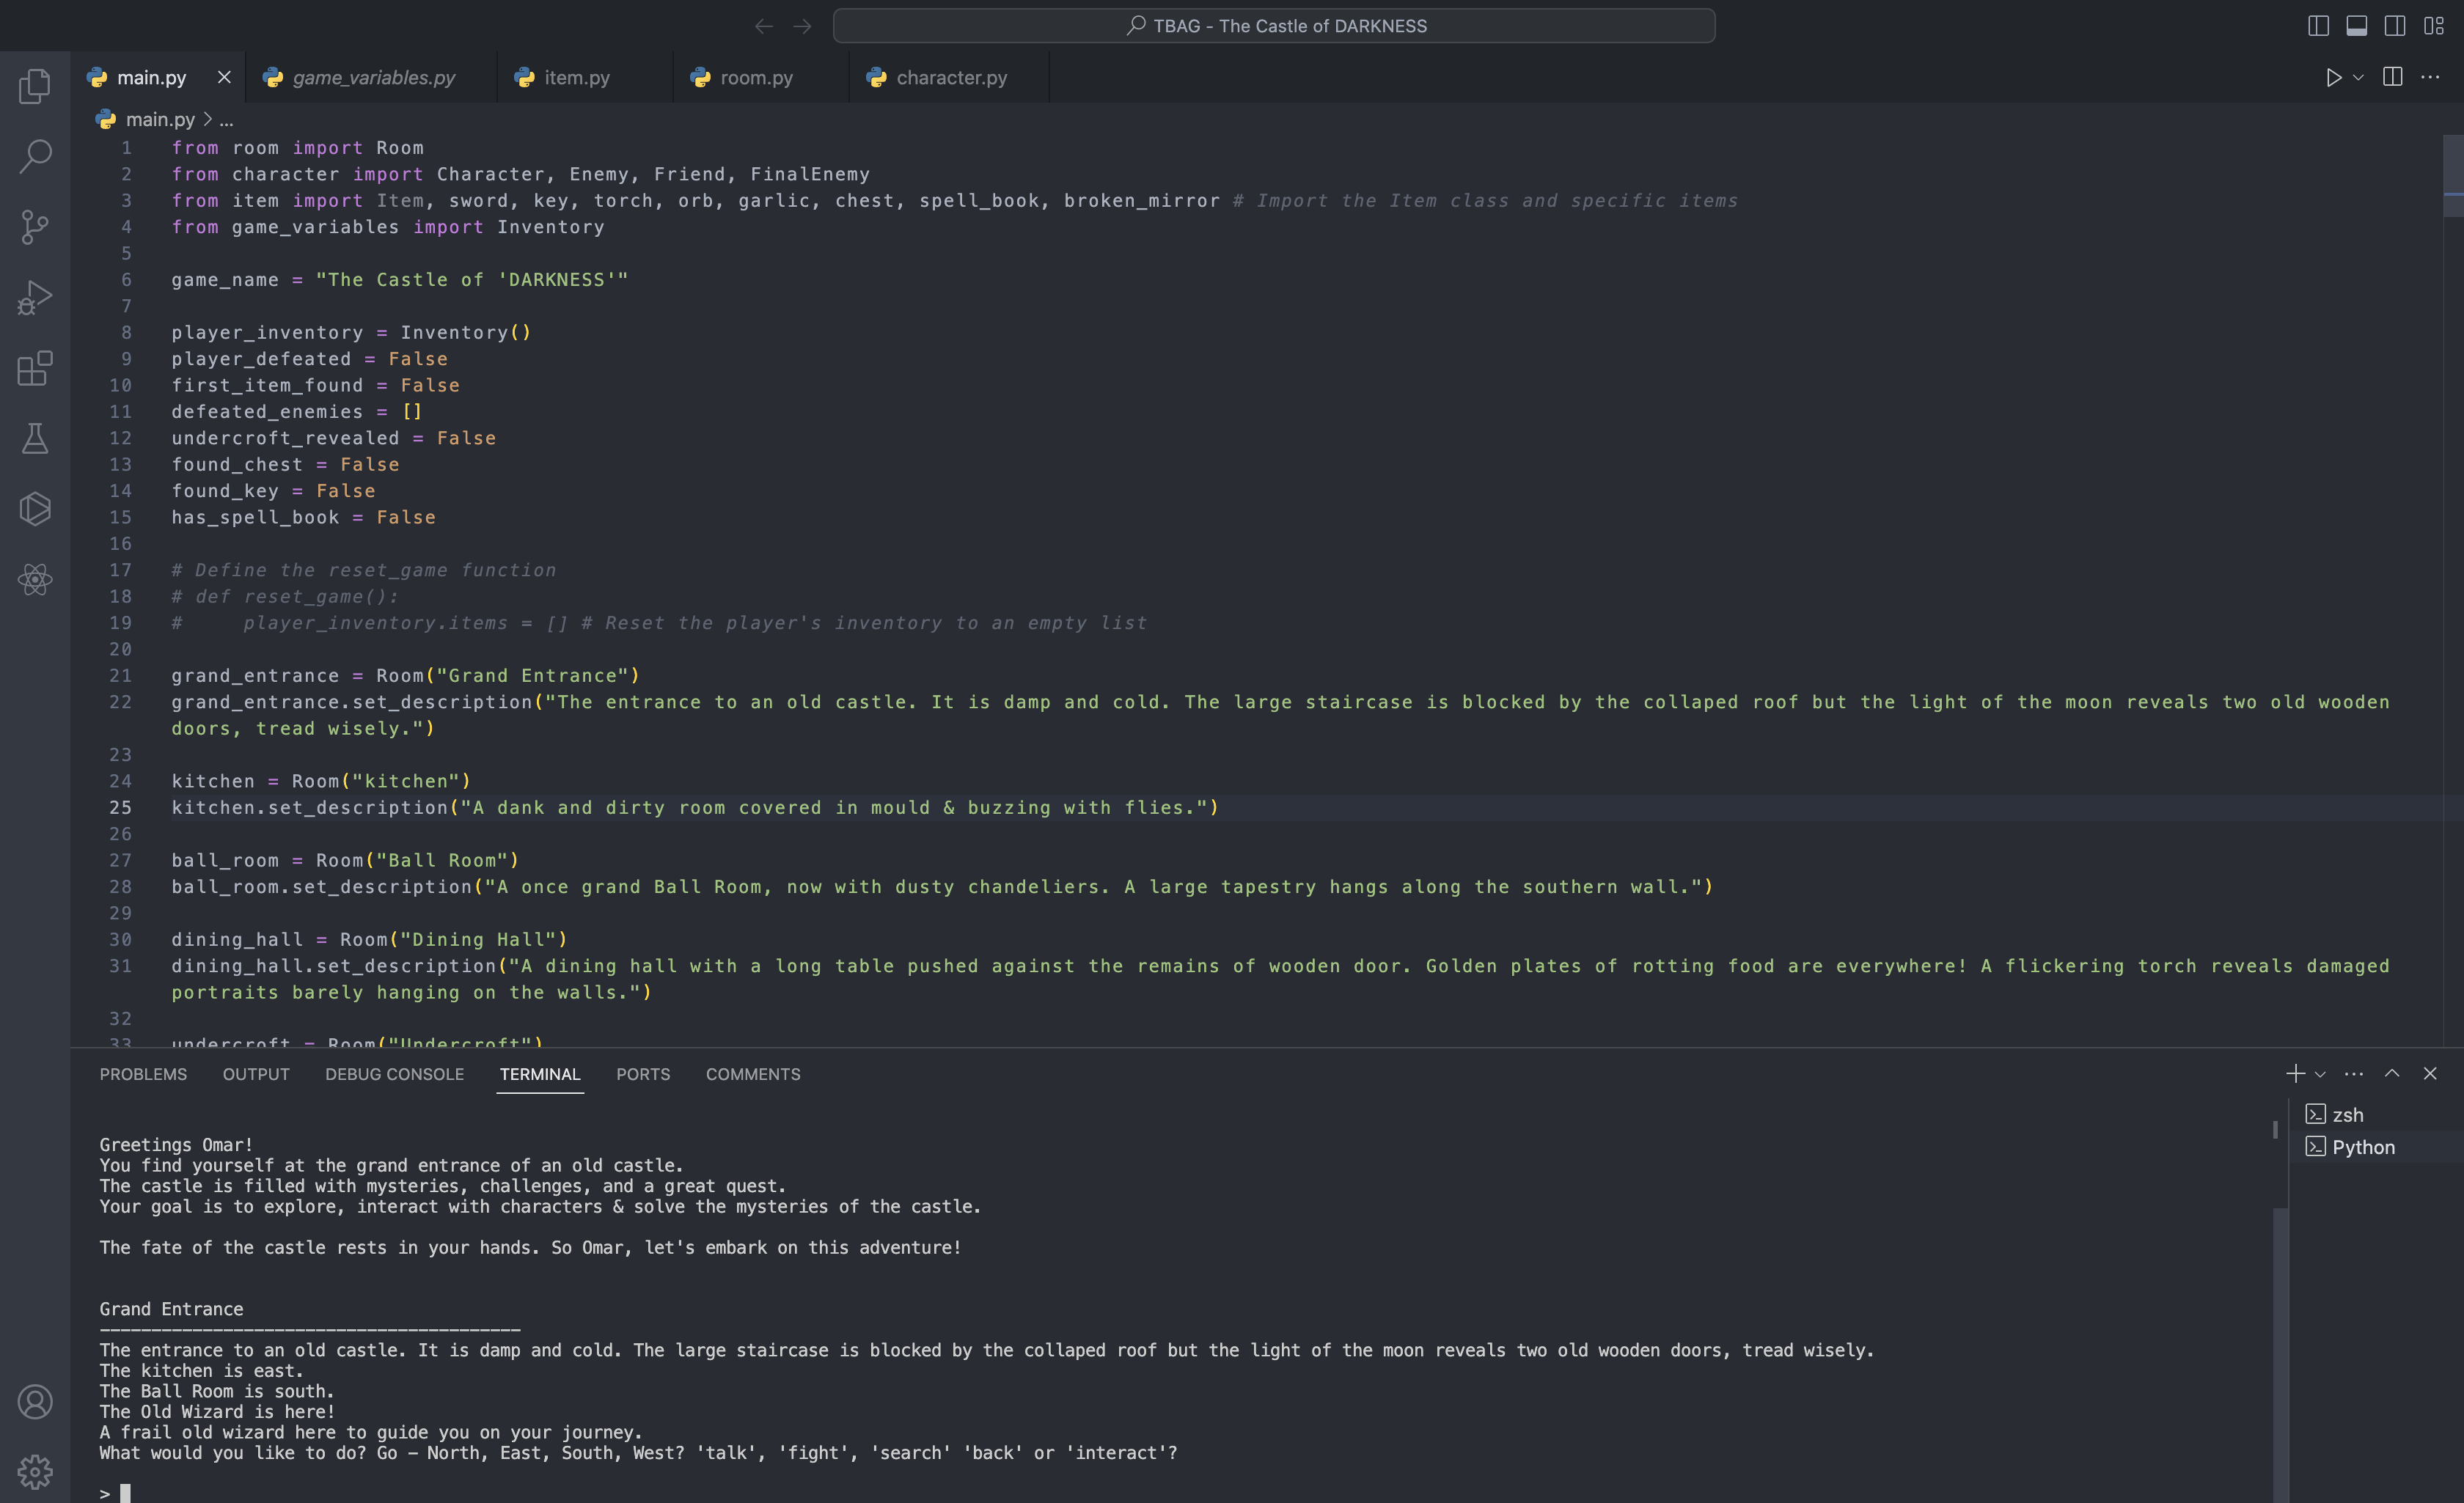 TBAG - The Castle of DARKNESS
main.py
game_variables.py
item.py
room.py
character.py
main.py > ...
1 from room import Room
2 from character import Character, Enemy, Friend, FinalEnemy
3 from item import Item, sword, key, torch, orb, garlic, chest, spell_book, broken_mirror # Import the Item class and specific items
4 from game_variables import Inventory
5
6 game_name = "The Castle of 'DARKNESS'"
7
8 player_inventory = Inventory()
9 player_defeated = False
10 first_item_found = False
11 defeated_enemies = []
12 undercroft_revealed = False
13 found_chest = False
14 found_key = False
15 has_spell_book = False
16
17 # Define the reset_game function
18 # def reset_game():
19 #     player_inventory.items = [] # Reset the player's inventory to an empty list
20
21 grand_entrance = Room("Grand Entrance")
22 grand_entrance.set_description("The entrance to an old castle. It is damp and cold. The large staircase is blocked by the collaped roof but the light of the moon reveals two old wooden
doors, tread wisely.")
23
24 kitchen = Room("kitchen")
25 kitchen.set_description("A dank and dirty room covered in mould & buzzing with flies.")
26
27 ball_room = Room("Ball Room")
28 ball_room.set_description("A once grand Ball Room, now with dusty chandeliers. A large tapestry hangs along the southern wall.")
29
30 dining_hall = Room("Dining Hall")
31 dining_hall.set_description("A dining hall with a long table pushed against the remains of wooden door. Golden plates of rotting food are everywhere! A flickering torch reveals damaged
portraits barely hanging on the walls.")
32
33 undercroft = Room("Undercroft")
PROBLEMS OUTPUT DEBUG CONSOLE TERMINAL PORTS COMMENTS
zsh
Python
Greetings Omar!
You find yourself at the grand entrance of an old castle.
The castle is filled with mysteries, challenges, and a great quest.
Your goal is to explore, interact with characters & solve the mysteries of the castle.
The fate of the castle rests in your hands. So Omar, let's embark on this adventure!
Grand Entrance
-----------------------------------------
The entrance to an old castle. It is damp and cold. The large staircase is blocked by the collaped roof but the light of the moon reveals two old wooden doors, tread wisely.
The kitchen is east.
The Ball Room is south.
The Old Wizard is here!
A frail old wizard here to guide you on your journey.
What would you like to do? Go - North, East, South, West? 'talk', 'fight', 'search' 'back' or 'interact'?
>